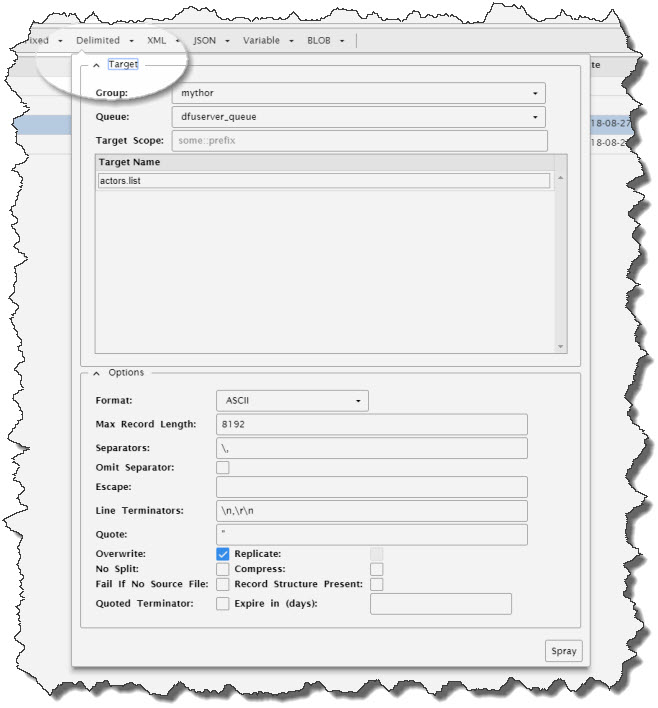 ixed Delimited XML JSON Variable BLOB
Target
te
Group: mythor
Queue: dfuserver_queue
18-08-27
Target Scope: some::prefix
18-08-2
Target Name
actors.list
Options
Format: ASCII
Max Record Length: 8192
Separators: \,
Omit Separator:
Escape:
Line Terminators: \n,\r\n
Quote: "
Overwrite: Replicate:
No Split: Compress:
Fail If No Source File: Record Structure Present:
Quoted Terminator: Expire in (days):
Spray